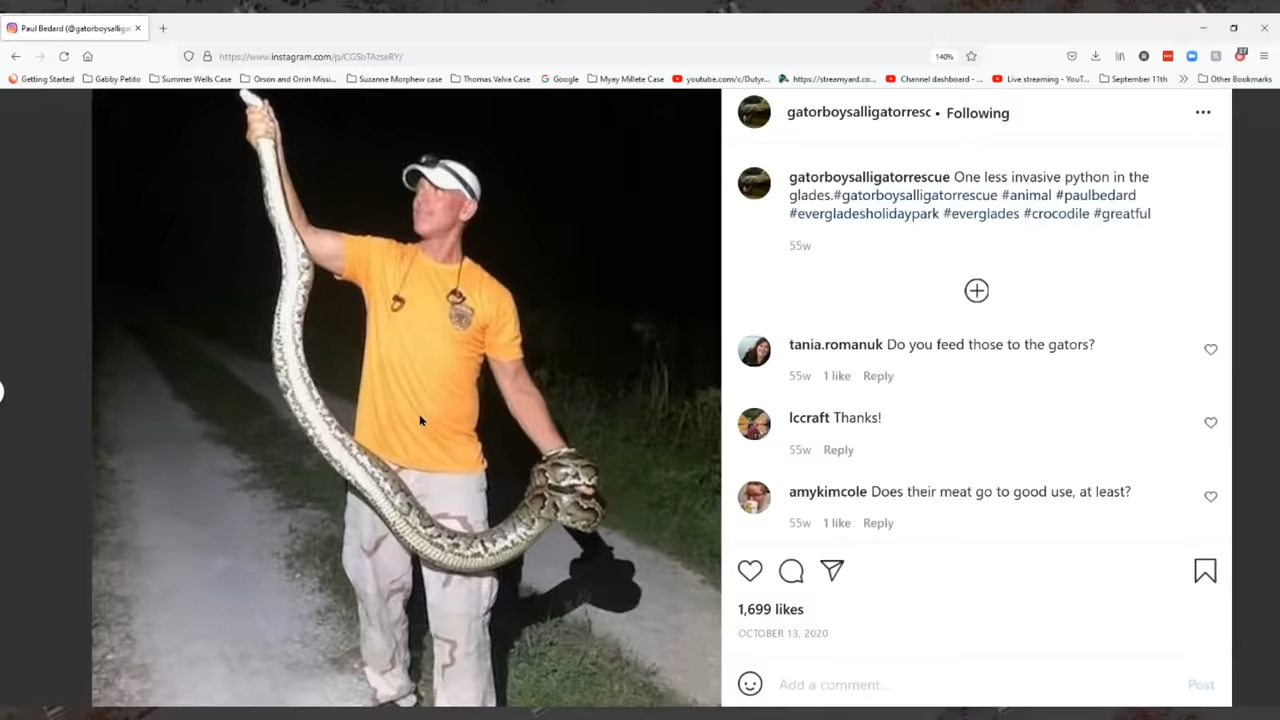 Paul Bedard (@gatorboysalligat
https://www.instagram.com/p/CGSbTAzseRY/
140%
Getting Started
Gabby Petito
Summer Wells Case
Orson and Orrin Missi...
Suzanne Morphew case
Thomas Valva Case
Google
Myay Millete Case
youtube.com/c/Dutyr...
https://streamyard.co...
Channel dashboard - ...
Live streaming - YouT...
September 11th
Other Bookmarks
gatorboysalligatorresc • Following
gatorboysalligatorrescue One less invasive python in the
glades.#gatorboysalligatorrescue #animal #paulbedard
#evergladesholidaypark #everglades #crocodile #greatful
55w
tania.romanuk Do you feed those to the gators?
55w 1 like Reply
lccraft Thanks!
55w Reply
amykimcole Does their meat go to good use, at least?
55w 1 like Reply
1,699 likes
OCTOBER 13, 2020
Add a comment...
Post